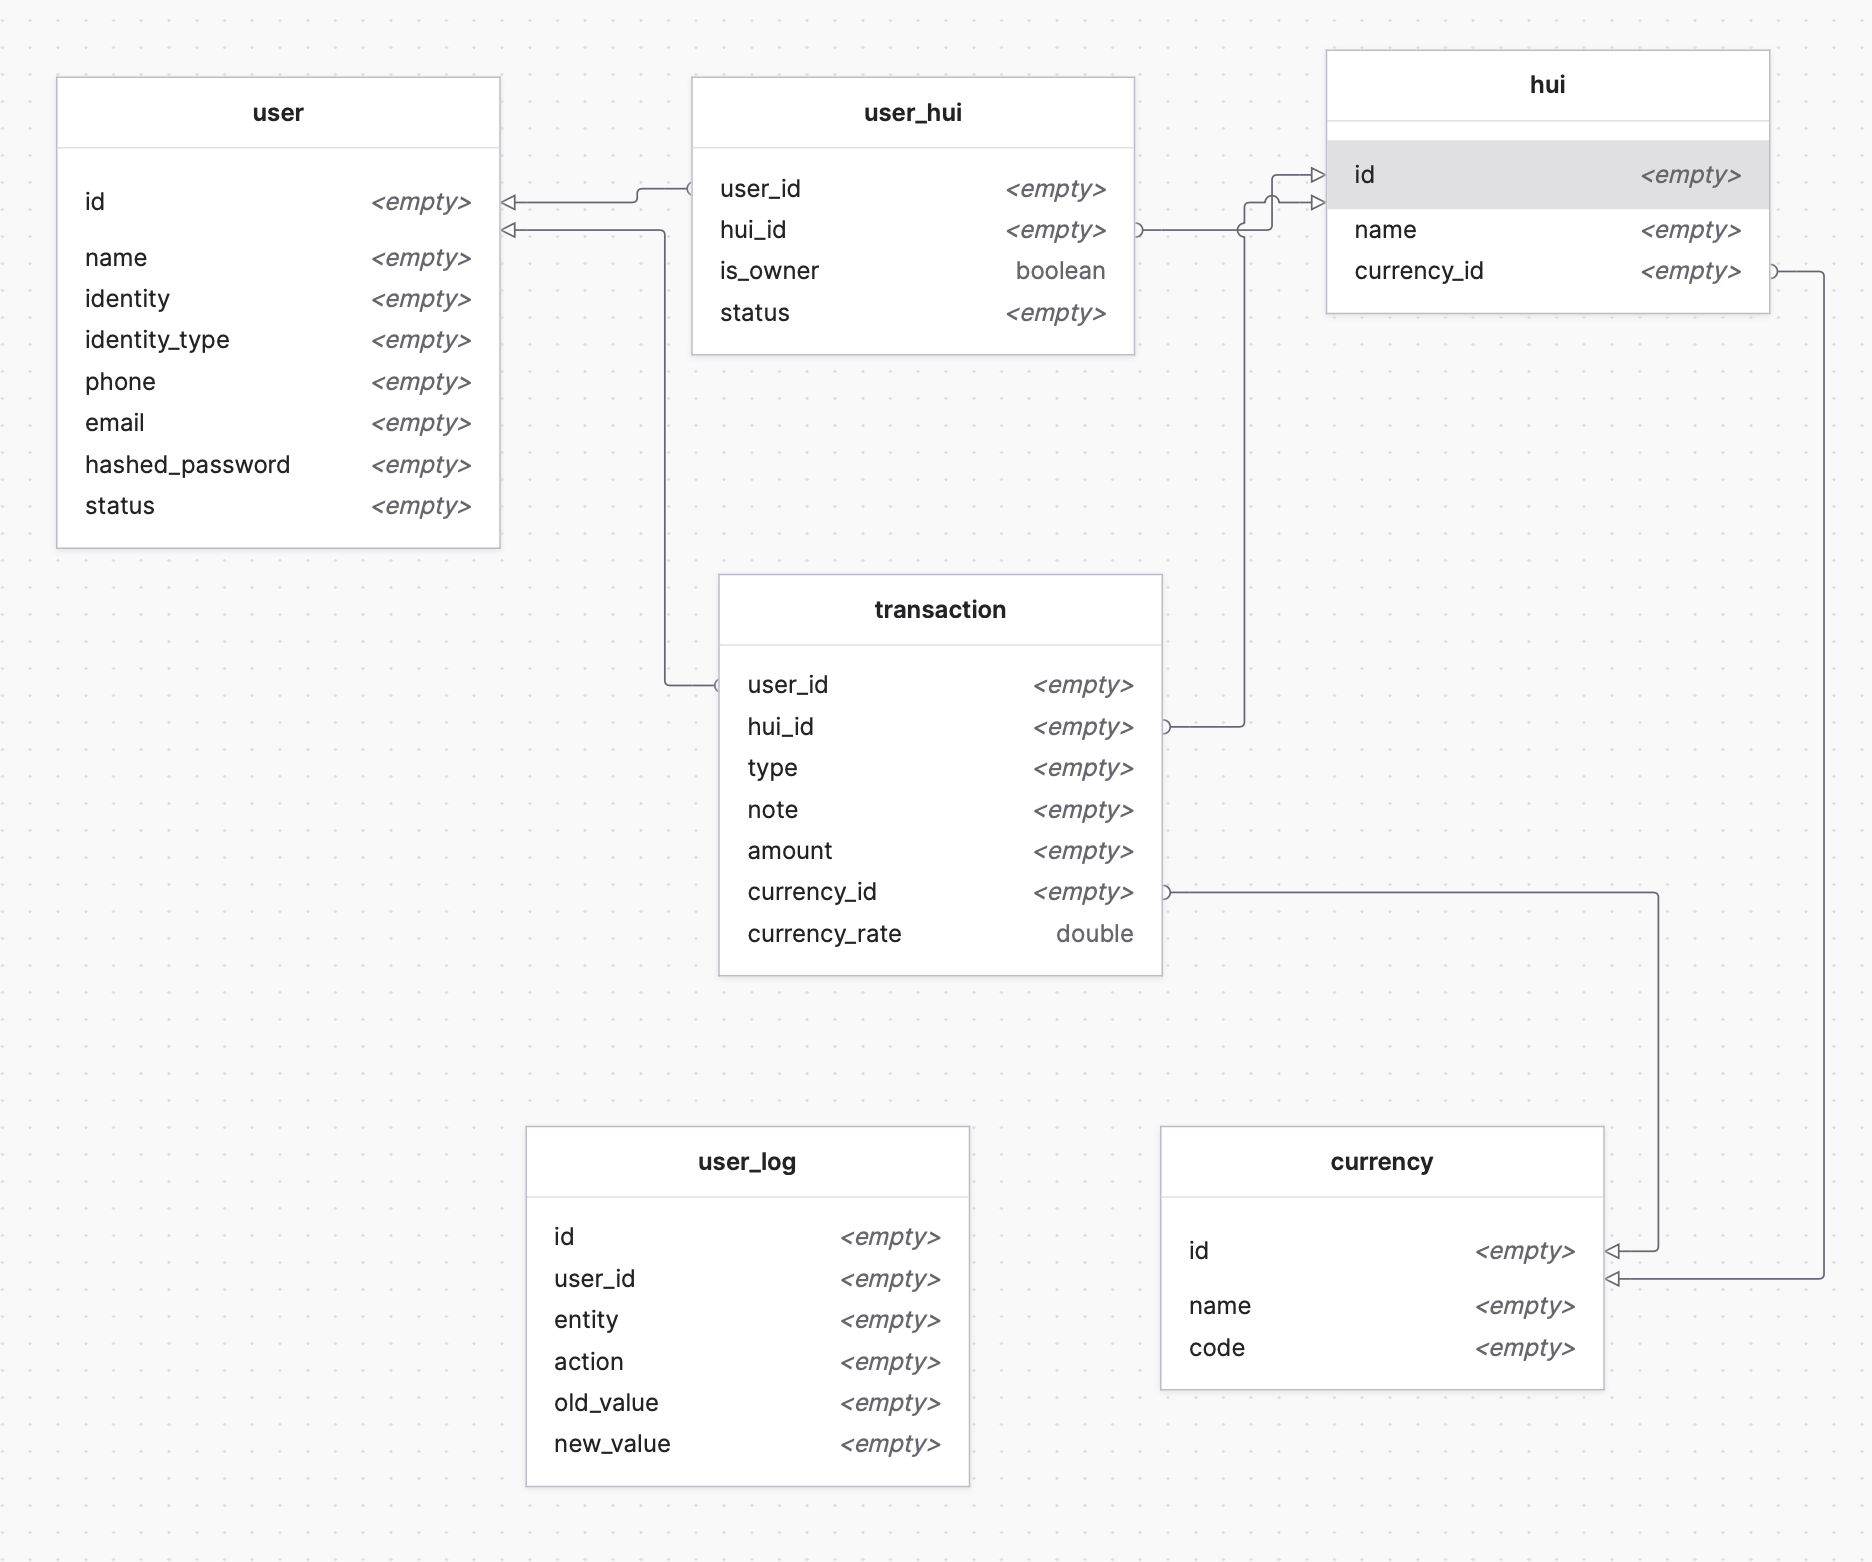 user
id <empty>
name <empty>
identity <empty>
identity_type <empty>
phone <empty>
email <empty>
hashed_password <empty>
status <empty>
user_hui
user_id <empty>
hui_id <empty>
is_owner boolean
status <empty>
hui
id <empty>
name <empty>
currency_id <empty>
transaction
user_id <empty>
hui_id <empty>
type <empty>
note <empty>
amount <empty>
currency_id <empty>
currency_rate double
user_log
id <empty>
user_id <empty>
entity <empty>
action <empty>
old_value <empty>
new_value <empty>
currency
id <empty>
name <empty>
code <empty>